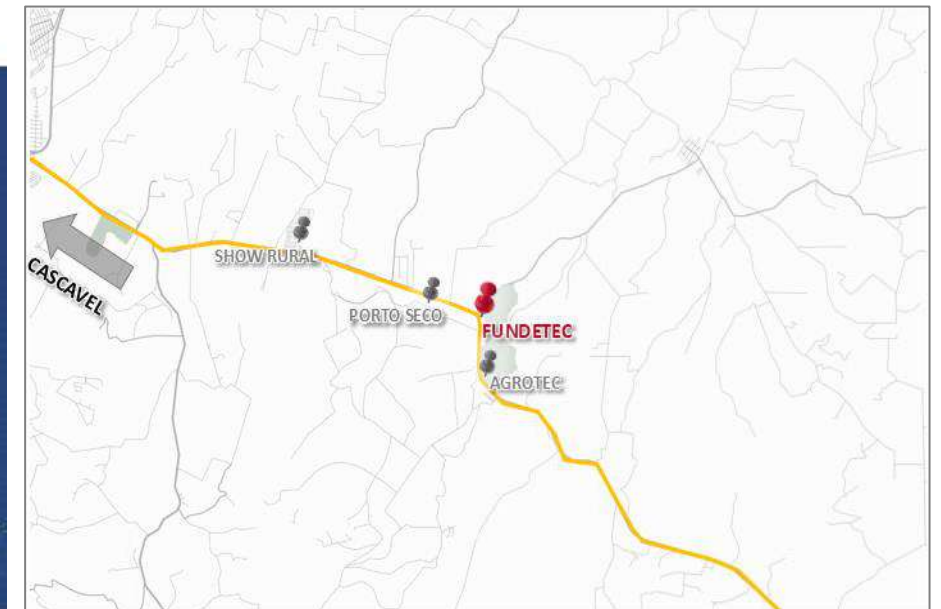 SHOW RURAL
CASCAVEL
PORTO SECO
FUNDETEC
AGROTEC